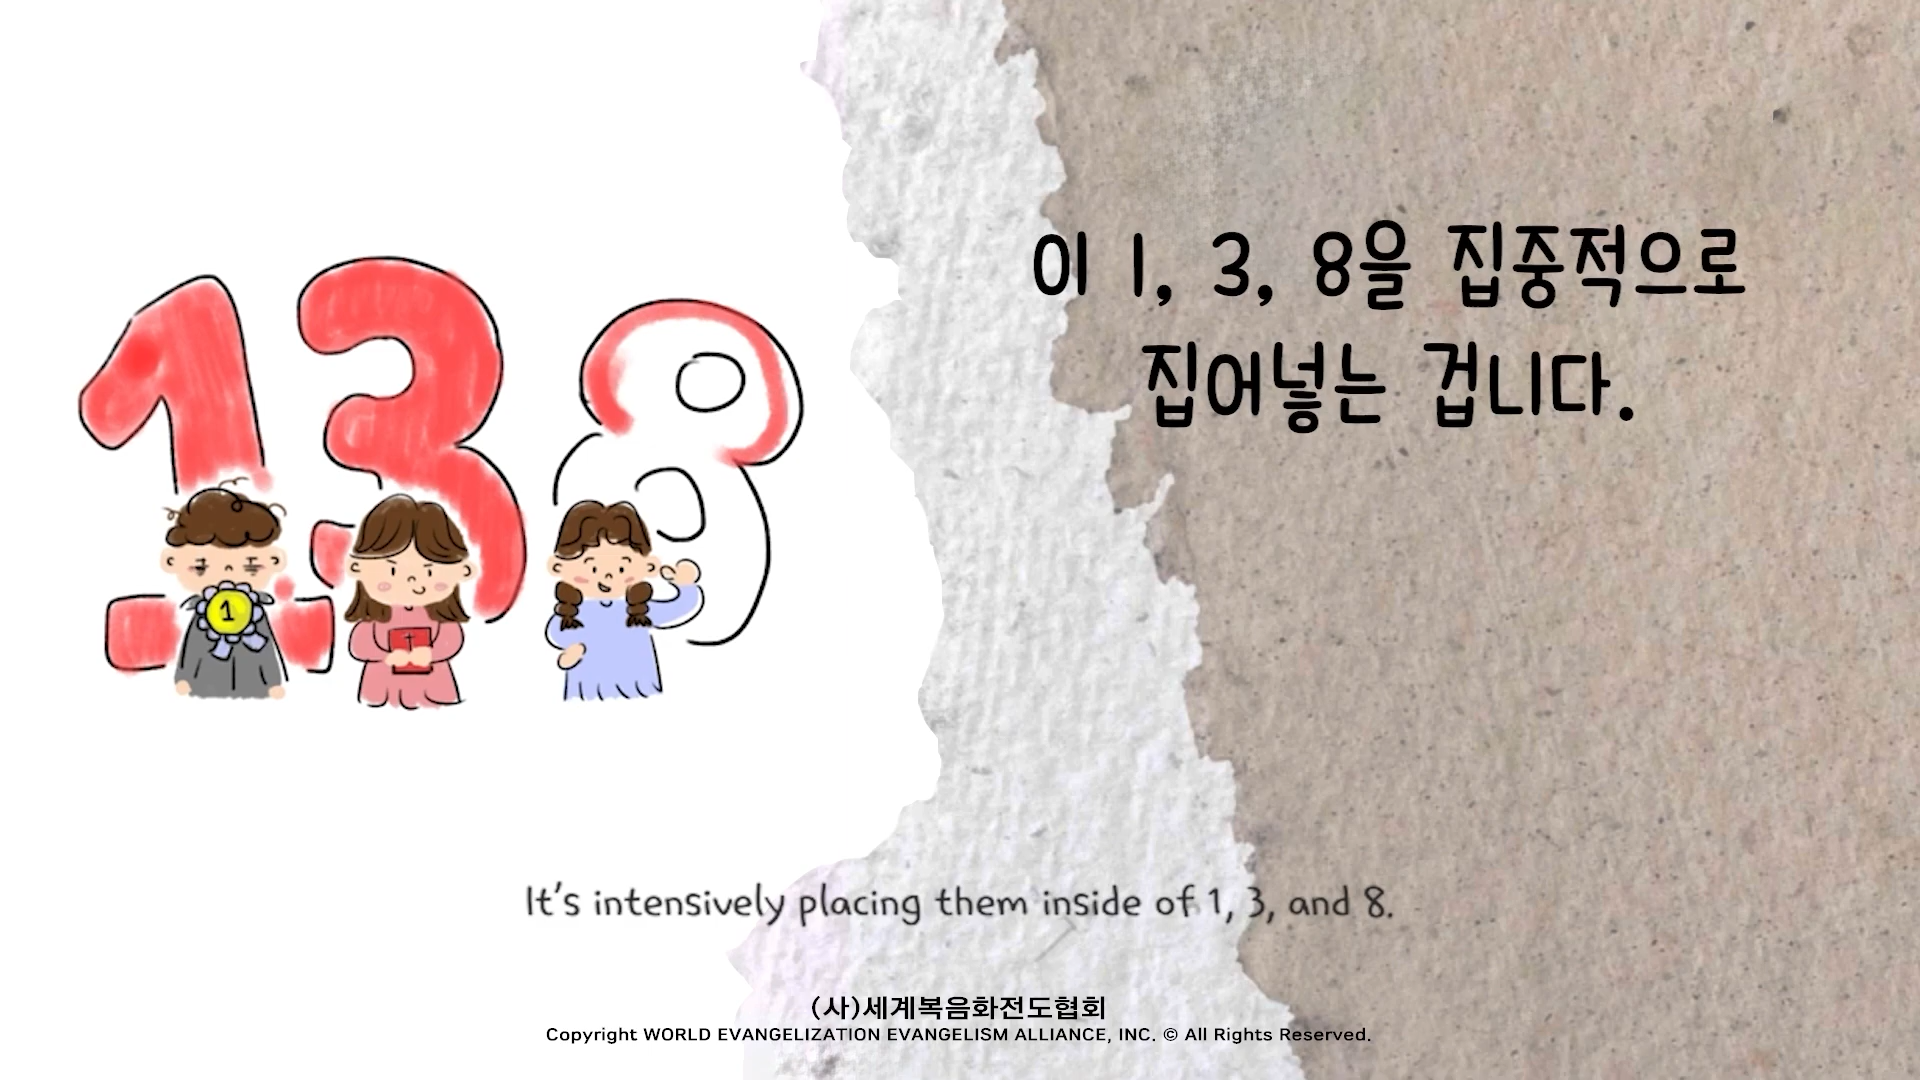 138
1
이 1, 3, 8을 집중적으로
집어넣는 겁니다.
It's intensively placing them inside of 1, 3, and 8.
(사)세계복음화전도협회
Copyright WORLD EVANGELIZATION EVANGELISM ALLIANCE, INC. © All Rights Reserved.